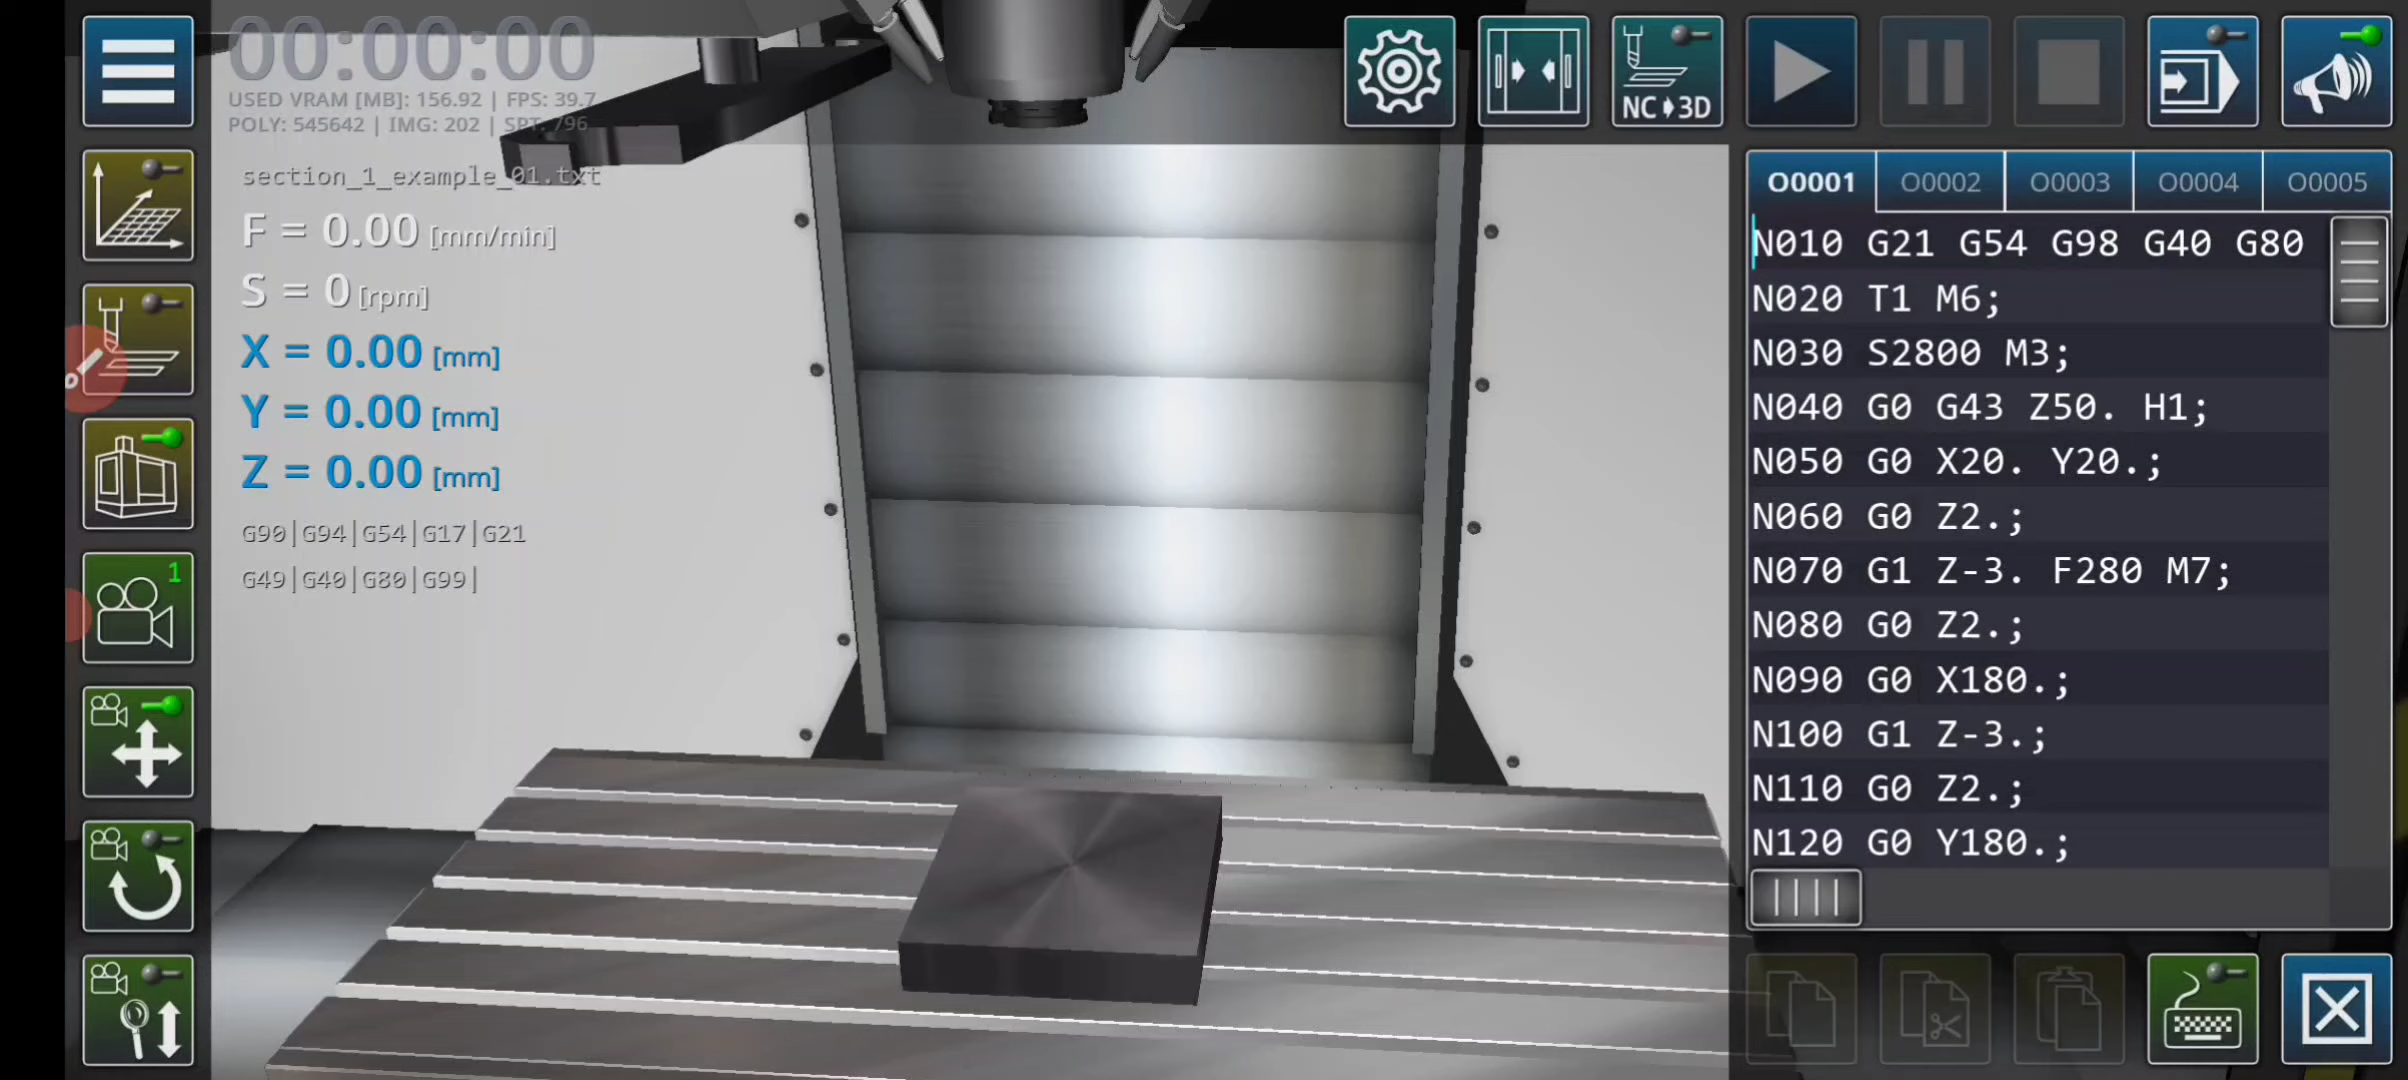 00:00:00
USED VRAM [MB]: 156.92 | FPS: 39.7
POLY: 545642 | IMG: 202 | SPT: 796
section_1_example_01.txt
F = 0.00 [mm/min]
S = 0 [rpm]
X = 0.00 [mm]
Y = 0.00 [mm]
Z = 0.00 [mm]
G90|G94|G54|G17|G21
G49|G40|G80|G99|
1
NC 3D
O0001 O0002 O0003 O0004 O0005
N010 G21 G54 G98 G40 G80
N020 T1 M6;
N030 S2800 M3;
N040 G0 G43 Z50. H1;
N050 G0 X20. Y20.;
N060 G0 Z2.;
N070 G1 Z-3. F280 M7;
N080 G0 Z2.;
N090 G0 X180.;
N100 G1 Z-3.;
N110 G0 Z2.;
N120 G0 Y180.;